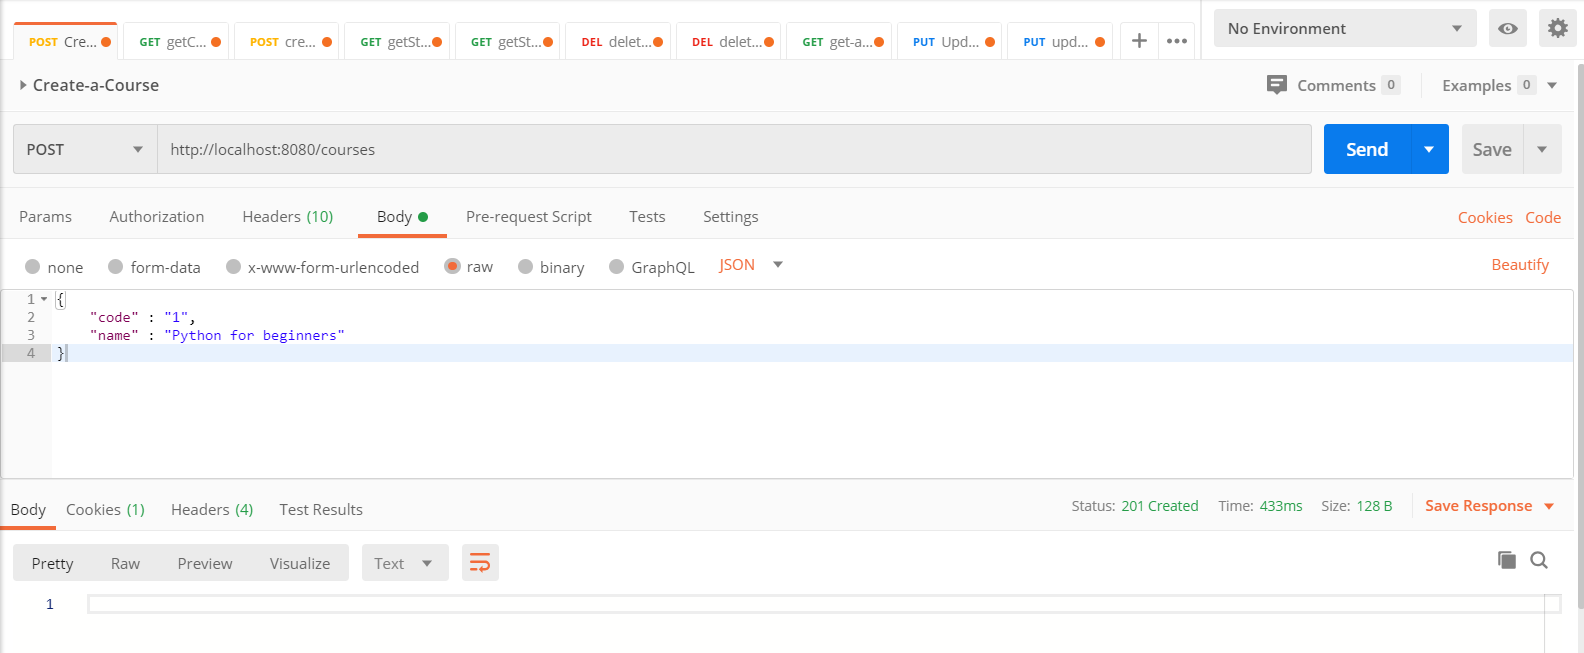 POST Cre... GET getC... POST cre... GET getSt... GET getSt... DEL delet... DEL delet... GET get-a... PUT Upd... PUT upd... + ••• No Environment
Create-a-Course Comments 0 Examples 0
POST http://localhost:8080/courses Send Save
Params Authorization Headers (10) Body Pre-request Script Tests Settings Cookies Code
none form-data x-www-form-urlencoded raw binary GraphQL JSON Beautify
1 {
2 "code" : "1",
3 "name" : "Python for beginners"
4 }
Body Cookies (1) Headers (4) Test Results Status: 201 Created Time: 433ms Size: 128 B Save Response
Pretty Raw Preview Visualize Text
1